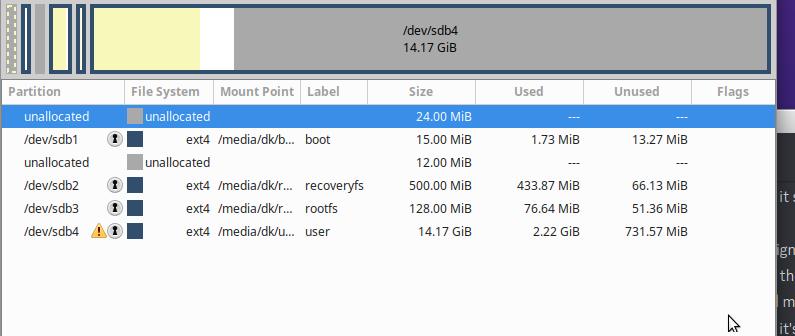 /dev/sdb4
14.17 GiB
Partition File System Mount Point Label Size Used Unused Flags
unallocated unallocated 24.00 MiB --- ---
/dev/sdb1 ext4 /media/dk/b... boot 15.00 MiB 1.73 MiB 13.27 MiB
unallocated unallocated 12.00 MiB --- ---
/dev/sdb2 ext4 /media/dk/r... recoveryfs 500.00 MiB 433.87 MiB 66.13 MiB
/dev/sdb3 ext4 /media/dk/r... rootfs 128.00 MiB 76.64 MiB 51.36 MiB
/dev/sdb4 ext4 /media/dk/u... user 14.17 GiB 2.22 GiB 731.57 MiB
it s
ign
th
m
it's